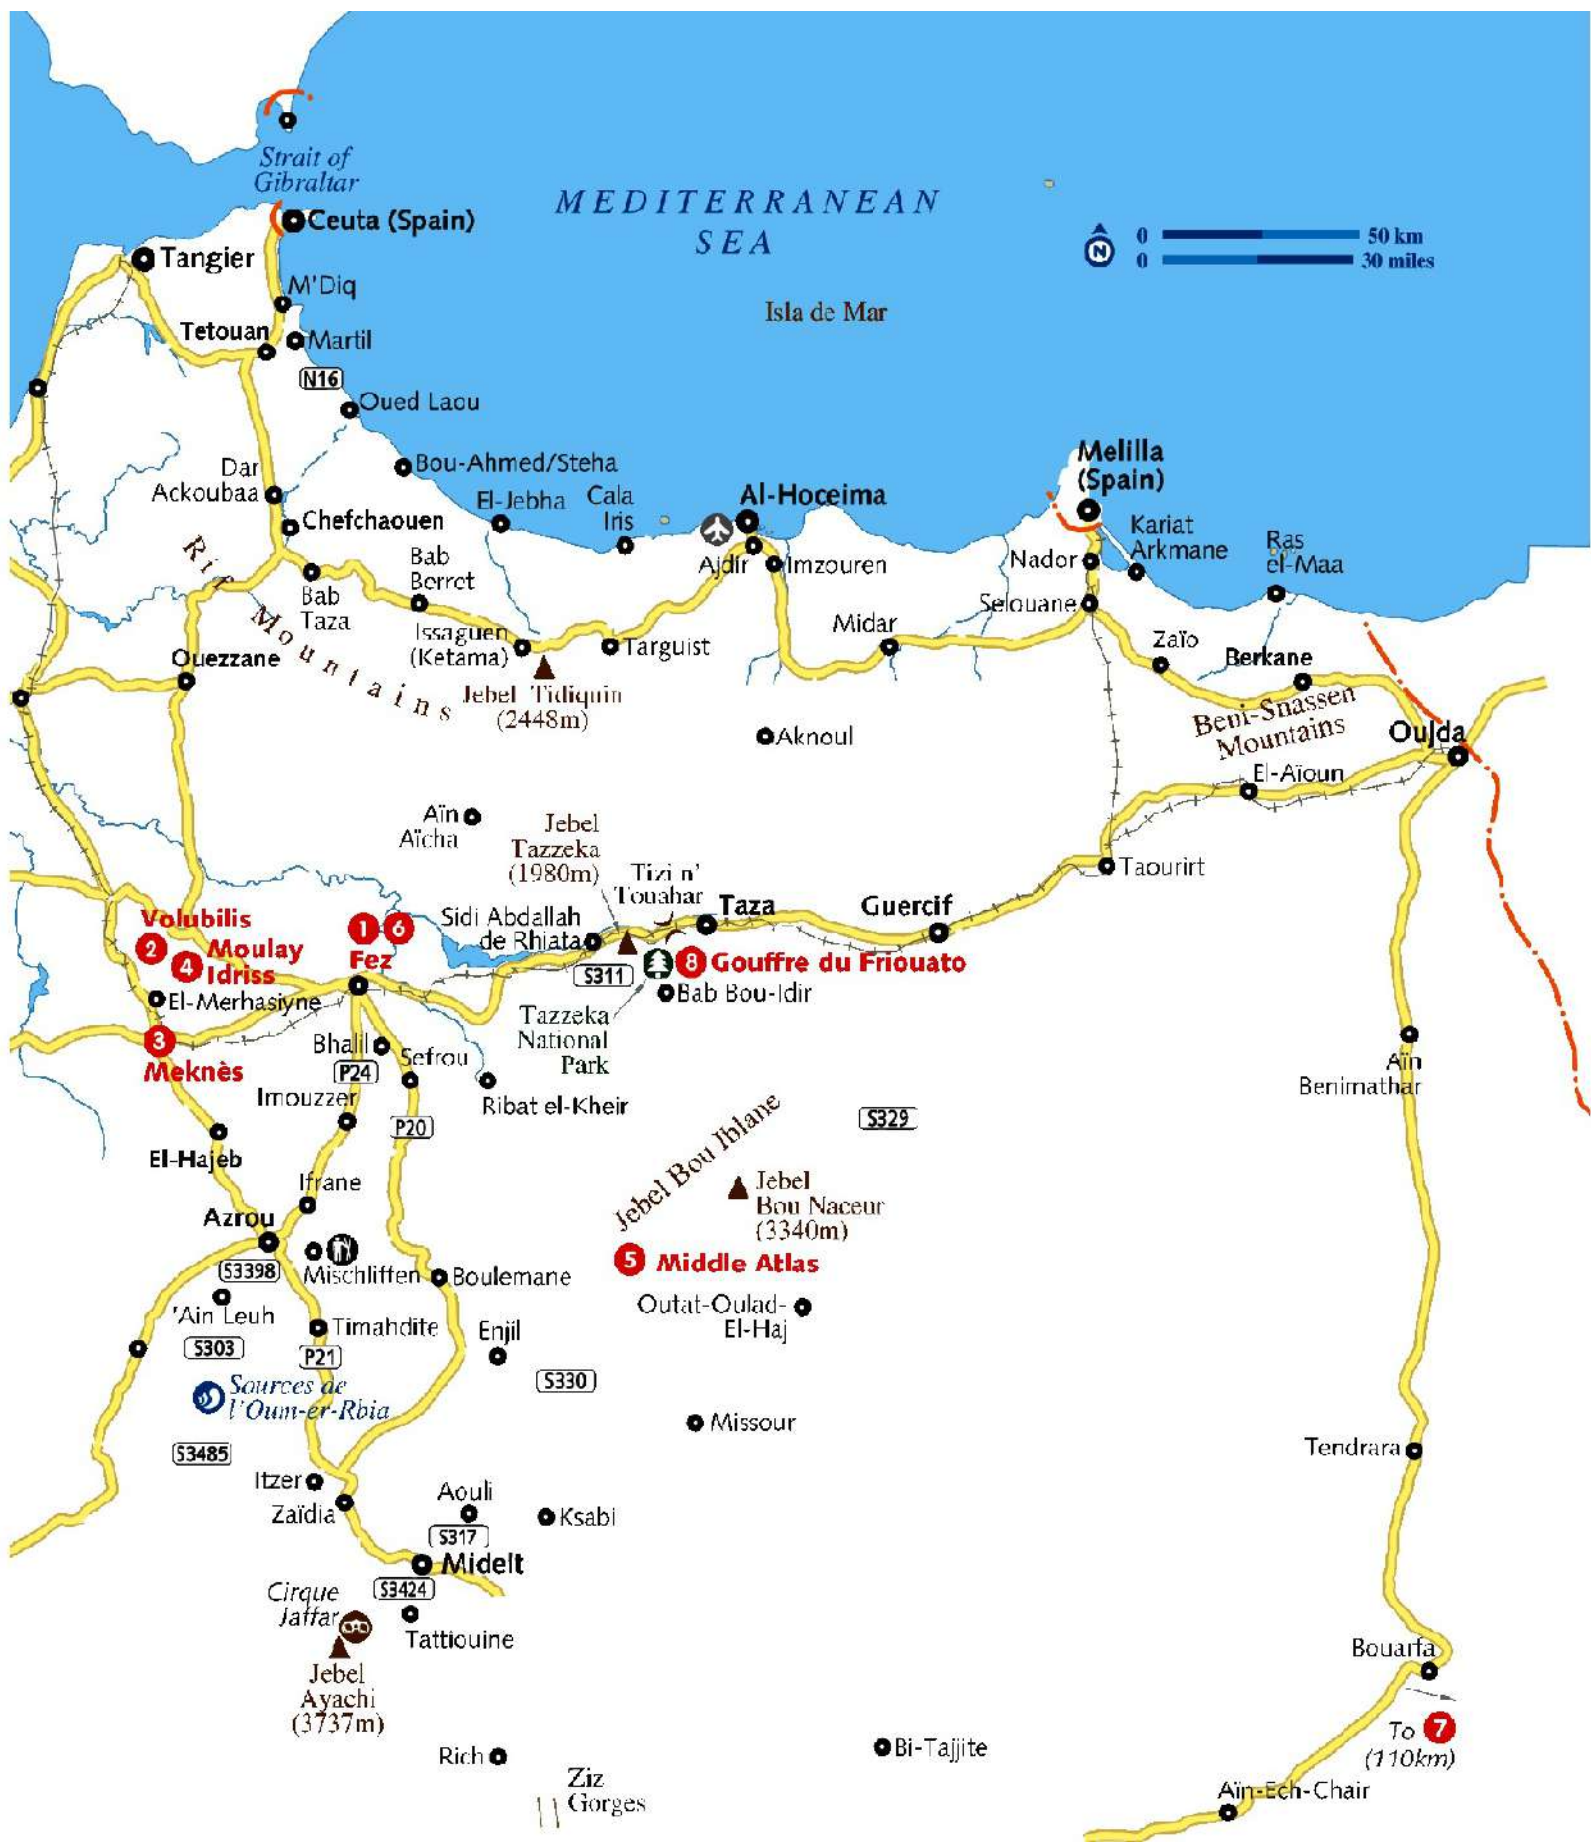 Strait of
Gibraltar
MEDITERRANEAN
SEA
Ceuta (Spain)
Tangier
0 50 km
N
0 30 miles
M'Diq
Isla de Mar
Tetouan
Martil
N16
Oued Laou
Melilla
(Spain)
Bou-Ahmed/Steha
Dar
Ackoubaa
El-Jebha
Cala
Iris
Al-Hoceima
Chefchaouen
Kariat
Arkmane
Ras
el-Maa
Rif
Mountains
Bab
Berret
Ajdir
Imzouren
Nador
Bab
Taza
Selouane
Issaguen
(Ketama)
Targuist
Midar
Zaïo
Berkane
Ouezzane
Jebel Tidiquin
(2448m)
Beni-Snassen
Mountains
Aknoul
Oujda
El-Aïoun
Aïn
Aïcha
Jebel
Tazzeka
(1980m)
Tizi n'
Touahar
Taourirt
Volubilis
2
1 6
Fez
Sidi Abdallah
de Rhiata
Taza
Guercif
4
Moulay
Idriss
S311
8 Gouffre du Friouato
El-Merhasiyne
Bab Bou-Idir
Tazzeka
National
Park
3
Meknès
Bhalil
Sefrou
P24
Aïn
Benimathar
Imouzzer
Ribat el-Kheir
P20
S329
El-Hajeb
Jebel Bou Iblane
Ifrane
Jebel
Bou Naceur
(3340m)
Azrou
5 Middle Atlas
S3398
Mischliffen
Boulemane
'Ain Leuh
Outat-Oulad-
El-Haj
Timahdite
Enjil
S303
P21
S330
Sources de
l'Oum-er-Rbia
Missour
S3485
Tendrara
Itzer
Zaïdia
Aouli
Ksabi
S317
Midelt
Cirque
Jaffar
S3424
Tattiouine
Bouarfa
Jebel
Ayachi
(3737m)
To 7
(110km)
Rich
Bi-Tajjite
Ziz
Gorges
Aïn-Ech-Chair